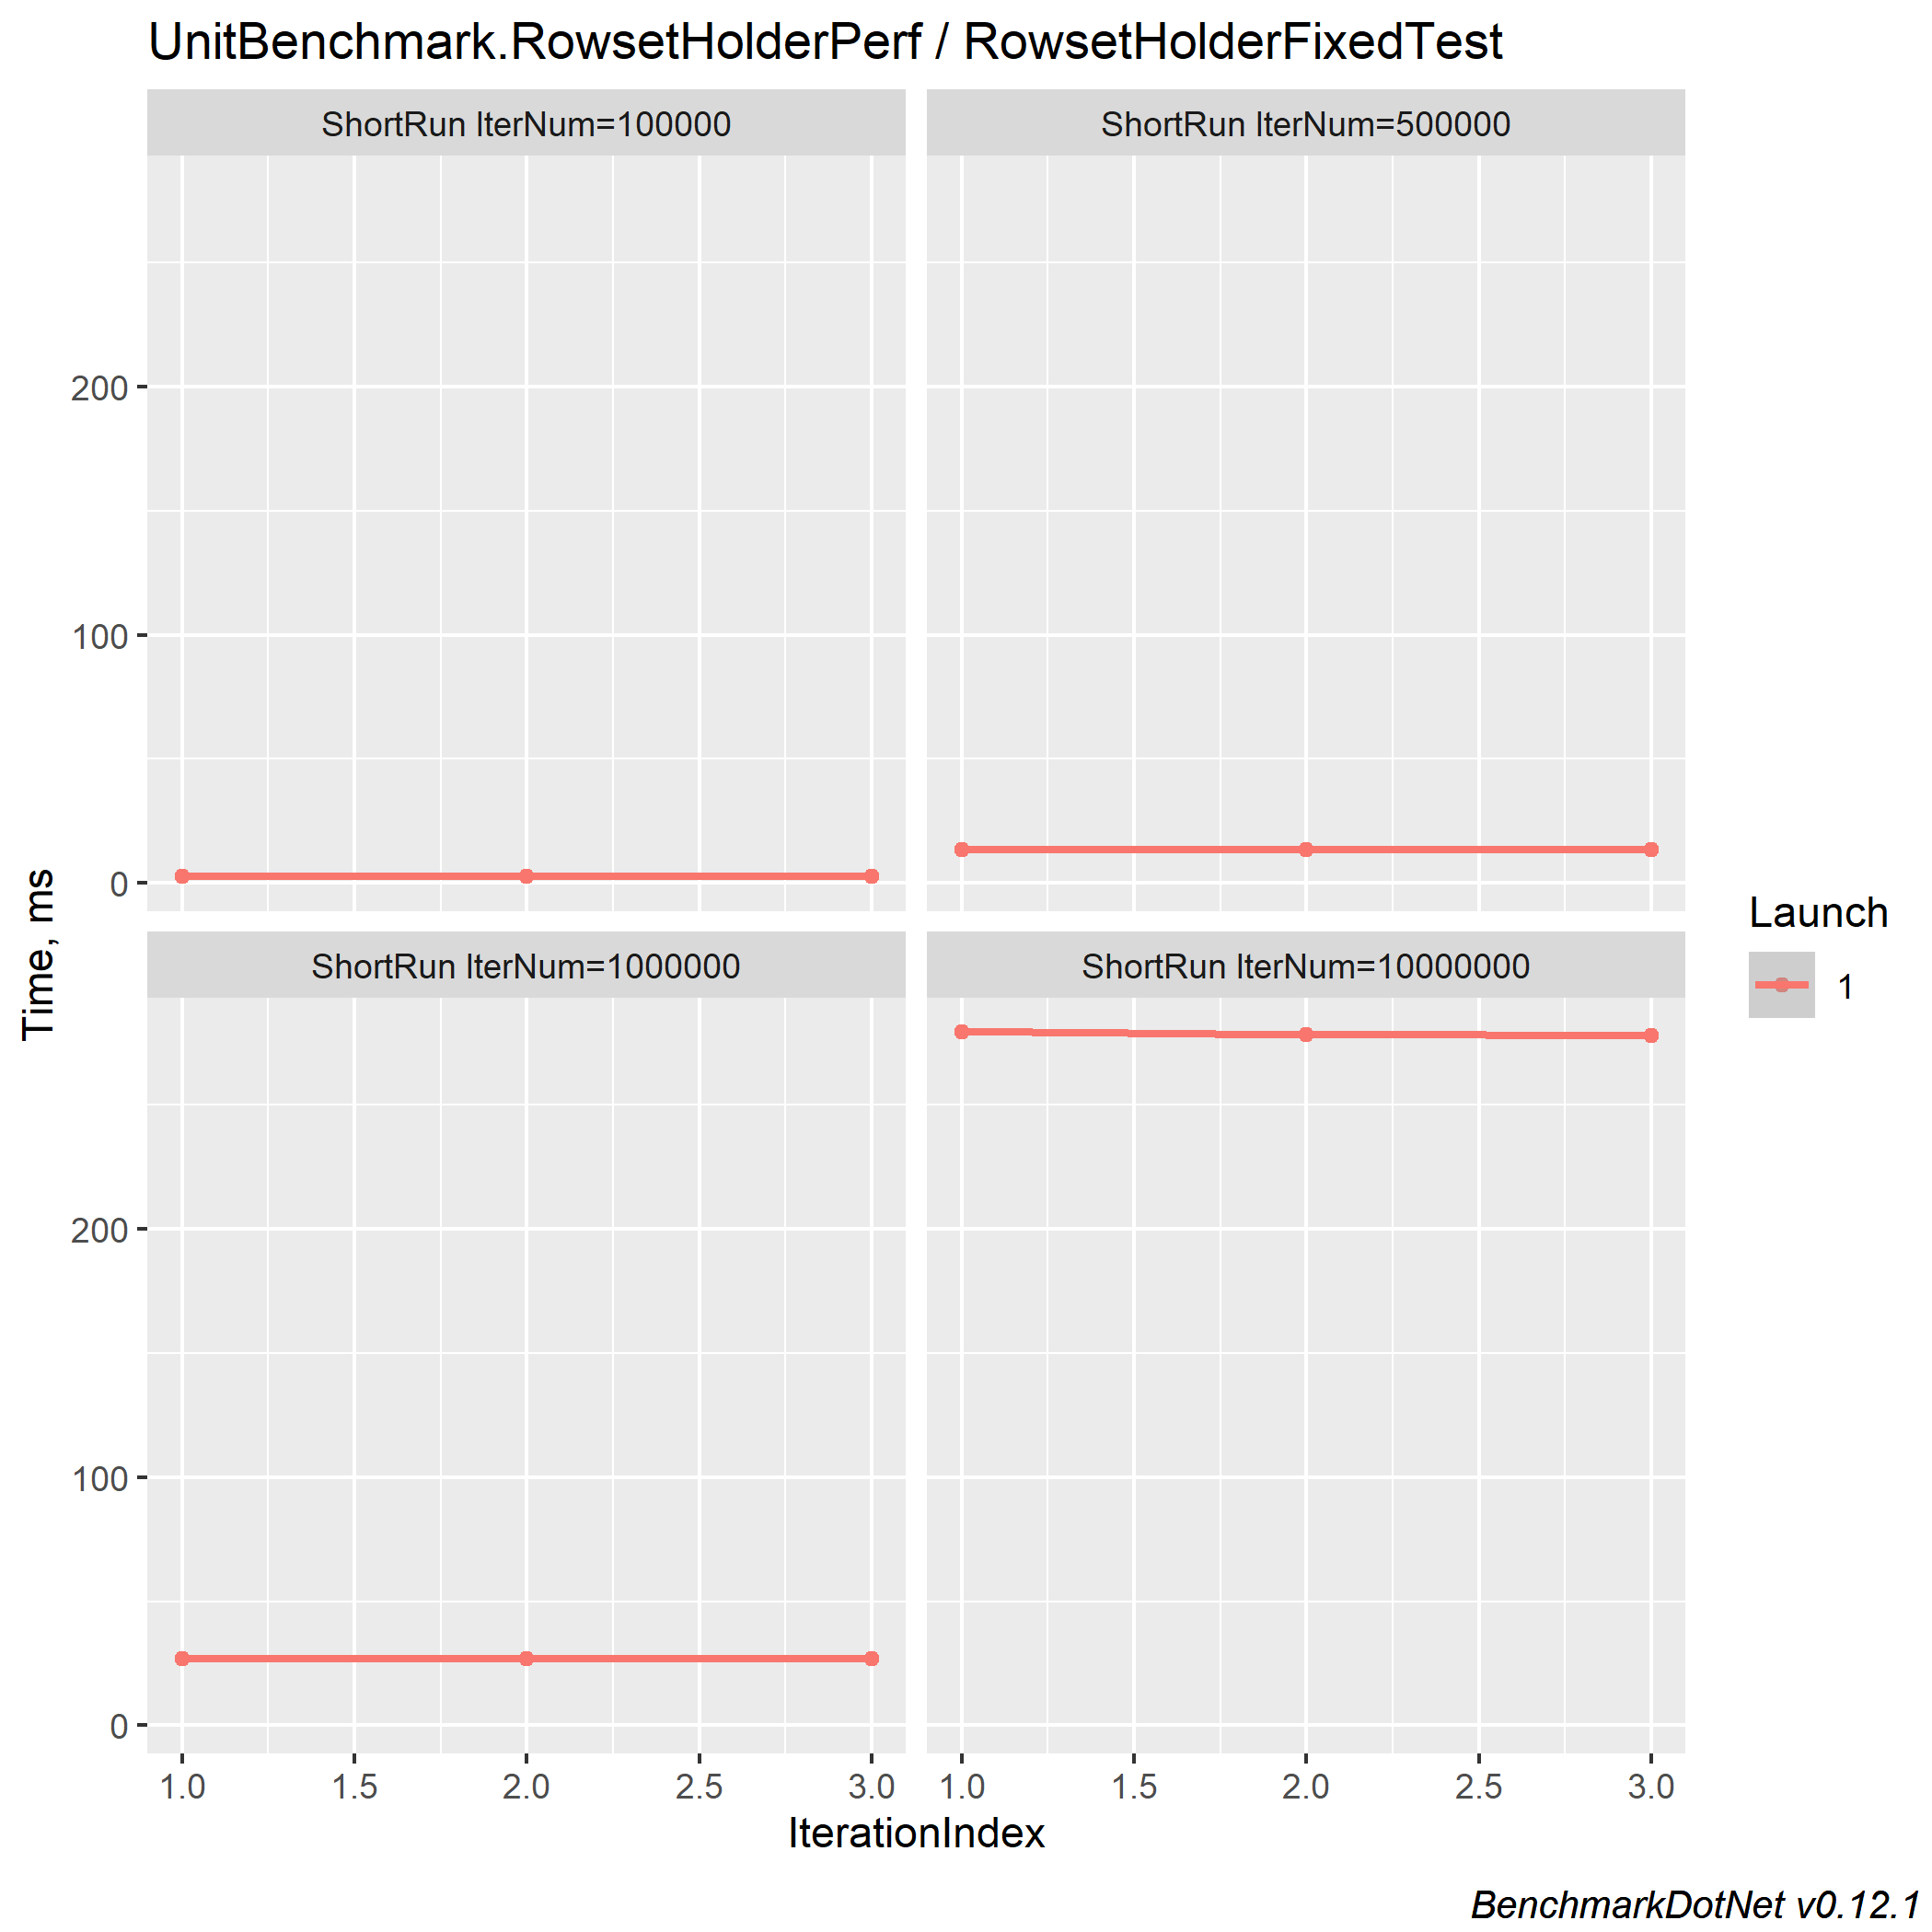 UnitBenchmark.RowsetHolderPerf / RowsetHolderFixedTest
ShortRun IterNum=100000
ShortRun IterNum=500000
200
100
0
ShortRun IterNum=1000000
ShortRun IterNum=10000000
200
100
0
Time, ms
1.0 1.5 2.0 2.5 3.0
1.0 1.5 2.0 2.5 3.0
IterationIndex
Launch
1
BenchmarkDotNet v0.12.1